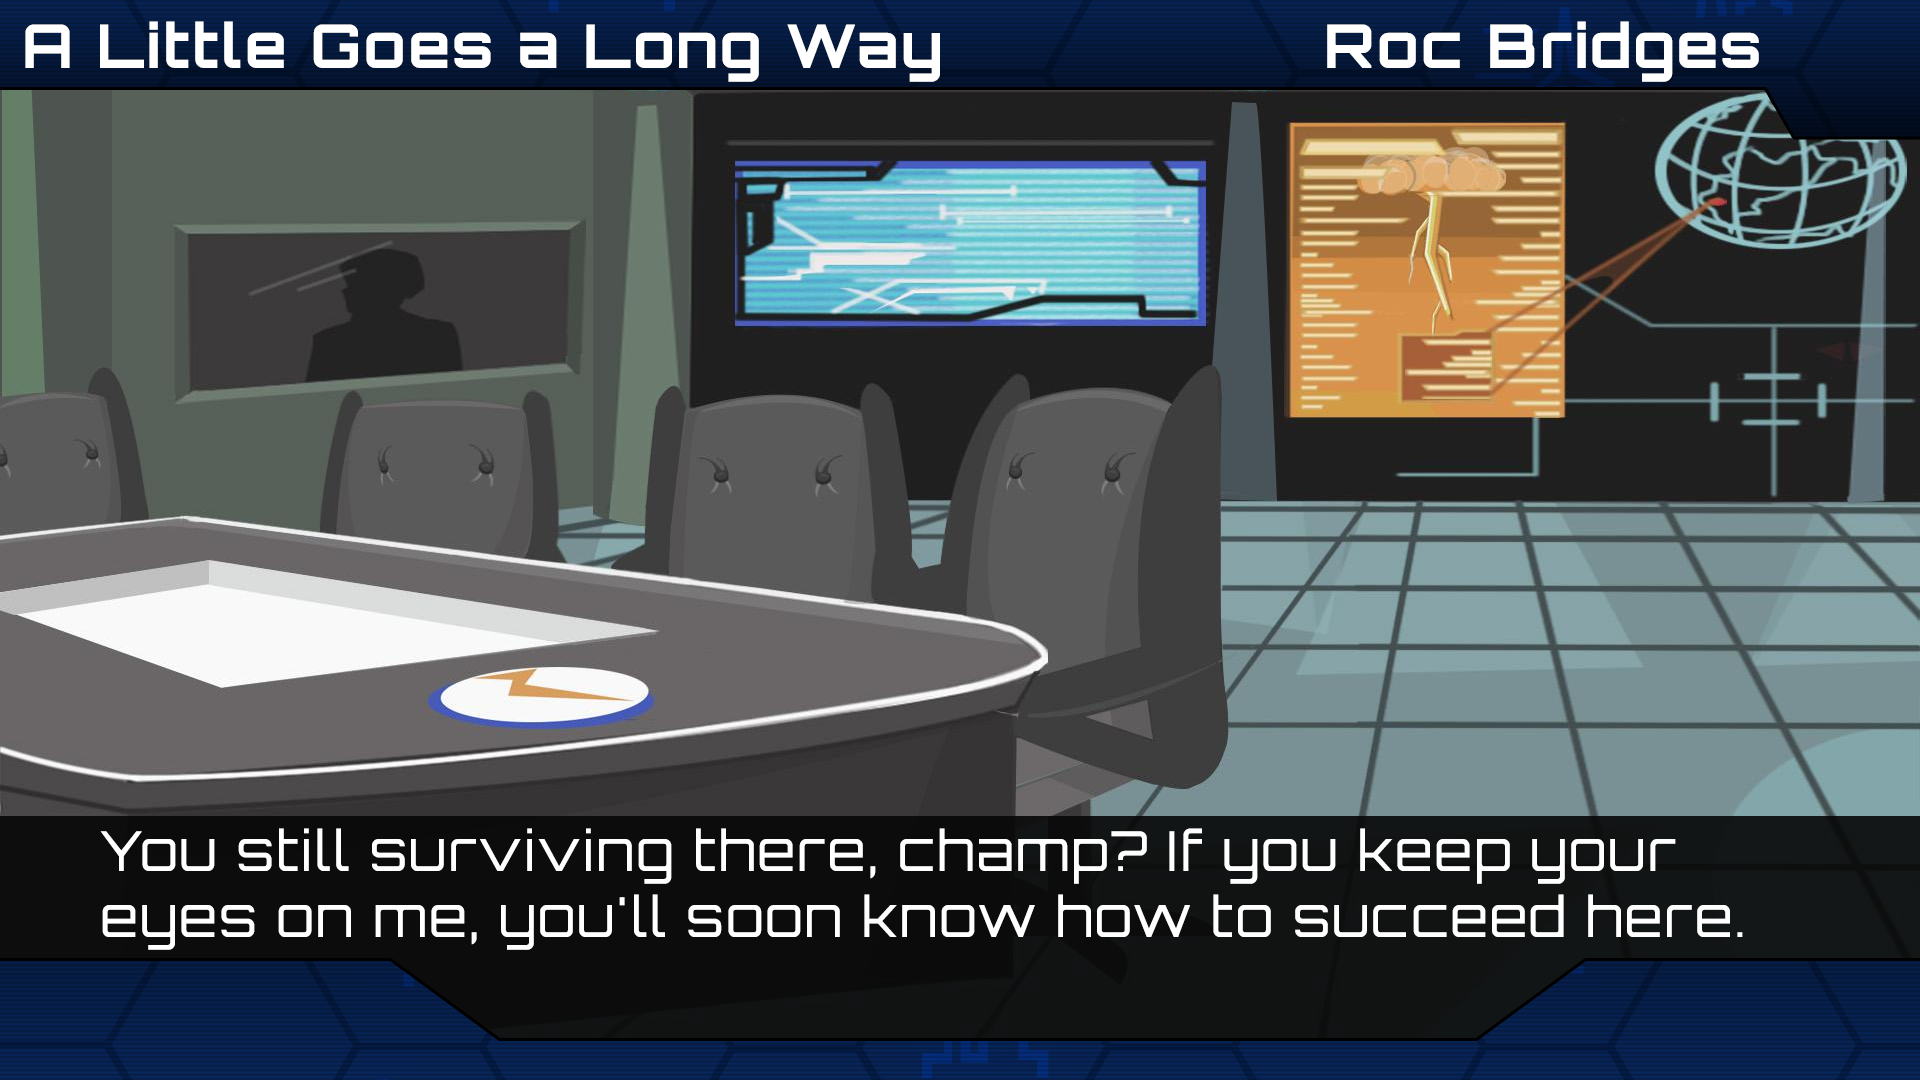 A Little Goes a Long Way
Roc Bridges
You still surviving there, champ? If you keep your
eyes on me, you'll soon know how to succeed here.